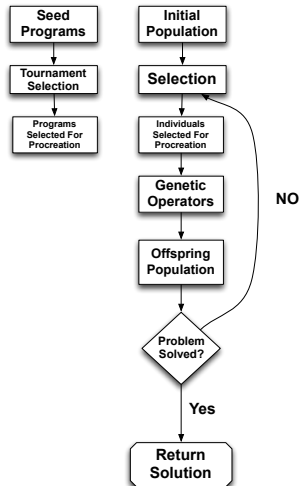 Seed
Programs
Tournament
Selection
Programs
Selected For
Procreation
Initial
Population
Selection
Individuals
Selected For
Procreation
Genetic
Operators
Offspring
Population
Problem
Solved?
NO
Yes
Return
Solution